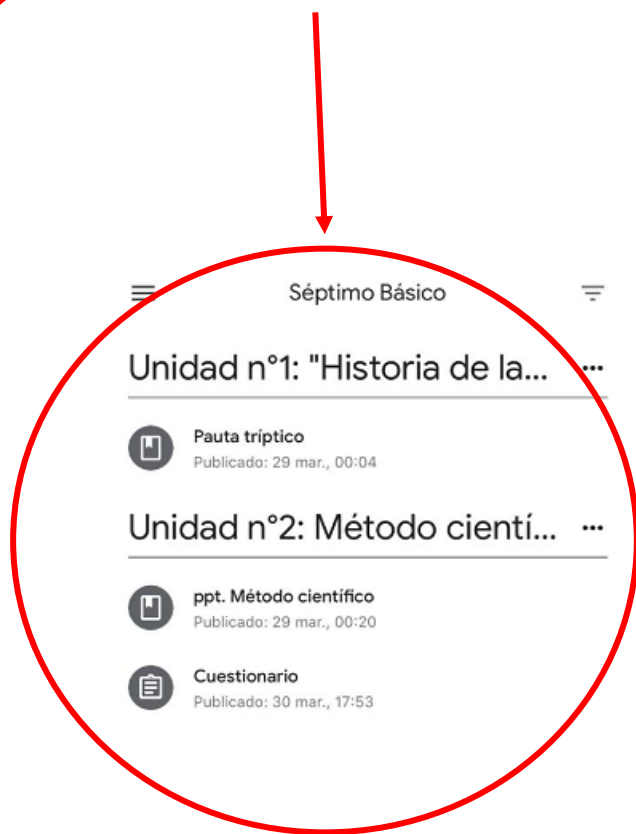 Séptimo Básico
Unidad n°1: "Historia de la...
Pauta tríptico
Publicado: 29 mar., 00:04
Unidad n°2: Método cientí...
ppt. Método científico
Publicado: 29 mar., 00:20
Cuestionario
Publicado: 30 mar., 17:53